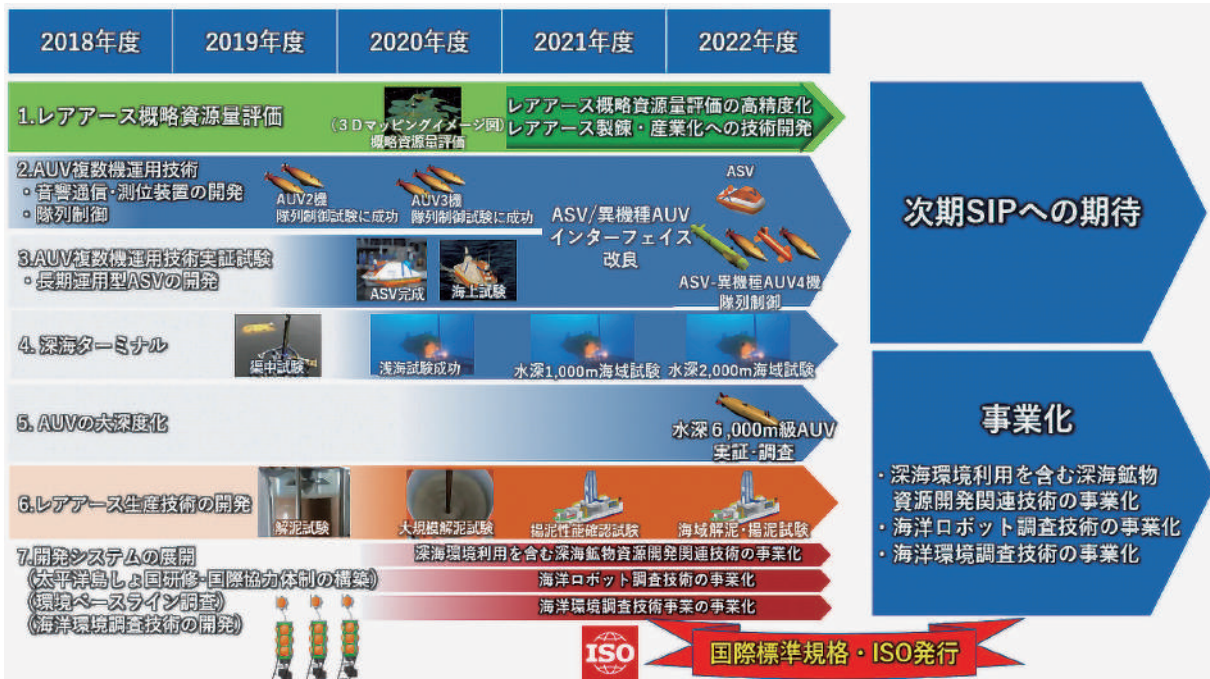 2018年度
2019年度
2020年度
2021年度
2022年度
1.レアアース概略資源量評価
(3Dマッピングイメージ図)
概略資源量評価
レアアース概略資源量評価の高精度化
レアアース製錬・産業化への技術開発
2.AUV複数機運用技術
・音響通信・測位装置の開発
・隊列制御
AUV2機
隊列制御試験に成功
AUV3機
隊列制御試験に成功
ASV/異機種AUV
インターフェイス
改良
ASV
ASV-異機種AUV4機
隊列制御
3.AUV複数機運用技術実証試験
・長期運用型ASVの開発
ASV完成
海上試験
4. 深海ターミナル
渠中試験
浅海試験成功
水深1,000m海域試験
水深2,000m海域試験
5. AUVの大深度化
水深6,000m級AUV
実証・調査
6.レアアース生産技術の開発
解泥試験
大規模解泥試験
揚泥性能確認試験
海域解泥・揚泥試験
7.開発システムの展開
(太平洋島しょ国研修・国際協力体制の構築)
(環境ベースライン調査)
(海洋環境調査技術の開発)
深海環境利用を含む深海鉱物資源開発関連技術の事業化
海洋ロボット調査技術の事業化
海洋環境調査技術事業の事業化
次期SIPへの期待
事業化
・深海環境利用を含む深海鉱物
資源開発関連技術の事業化
・海洋ロボット調査技術の事業化
・海洋環境調査技術の事業化
ISO
国際標準規格・ISO発行